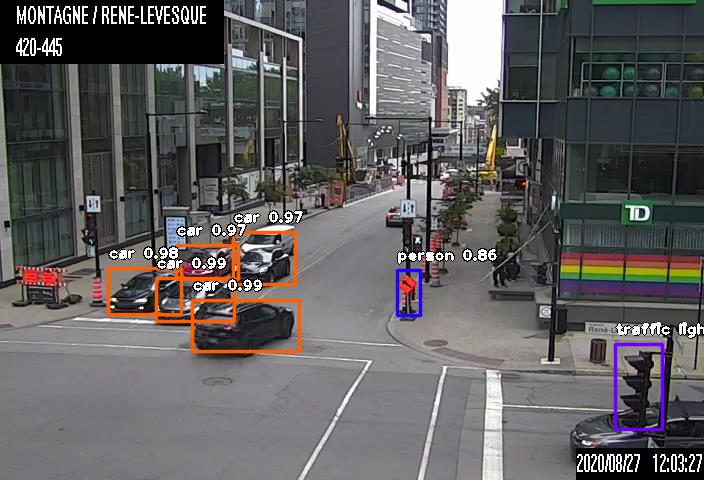 MONTAGNE / RENE-LEVESQUE
420-445
car 0.97
car 0.97
car 0.98
car 0.99
car 0.99
person 0.86
TD
traffic ligh
2020/08/27 12:03:27